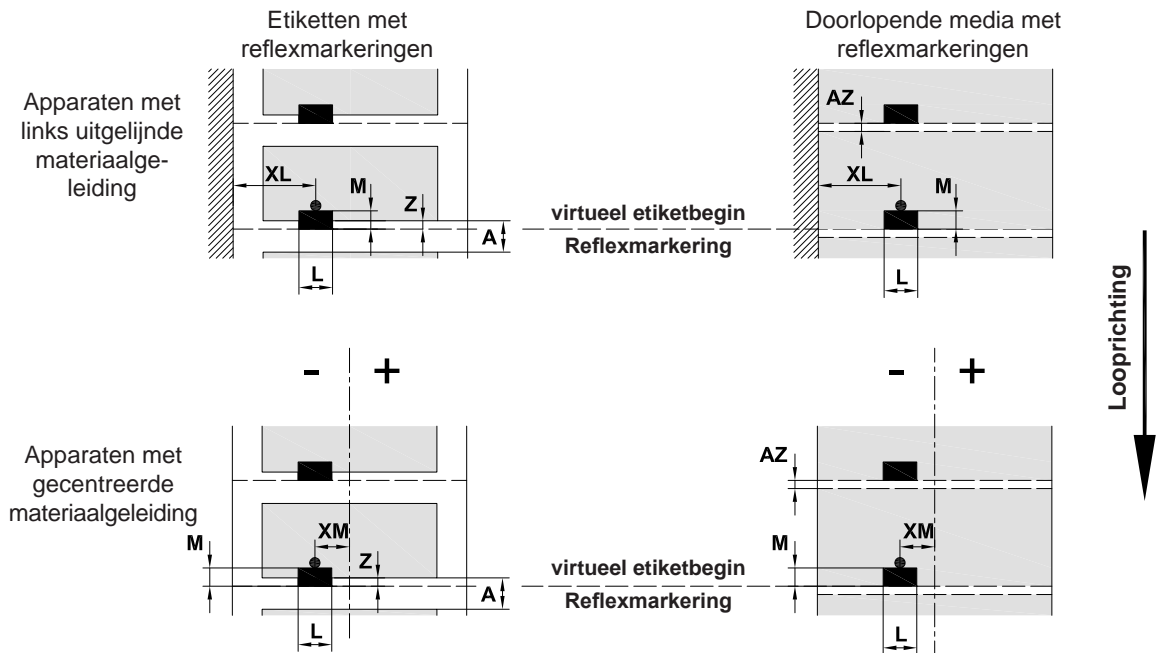 Etiketten met
reflexmarkeringen
Doorlopende media met
reflexmarkeringen
Apparaten met
links uitgelijnde
materiaalge-
leiding
XL
M
Z
A
L
virtueel etiketbegin
Reflexmarkering
AZ
XL
M
L
Looprichting
- +
- +
Apparaten met
gecentreerde
materiaalgeleiding
M
XM
Z
A
L
virtueel etiketbegin
Reflexmarkering
AZ
XM
M
L